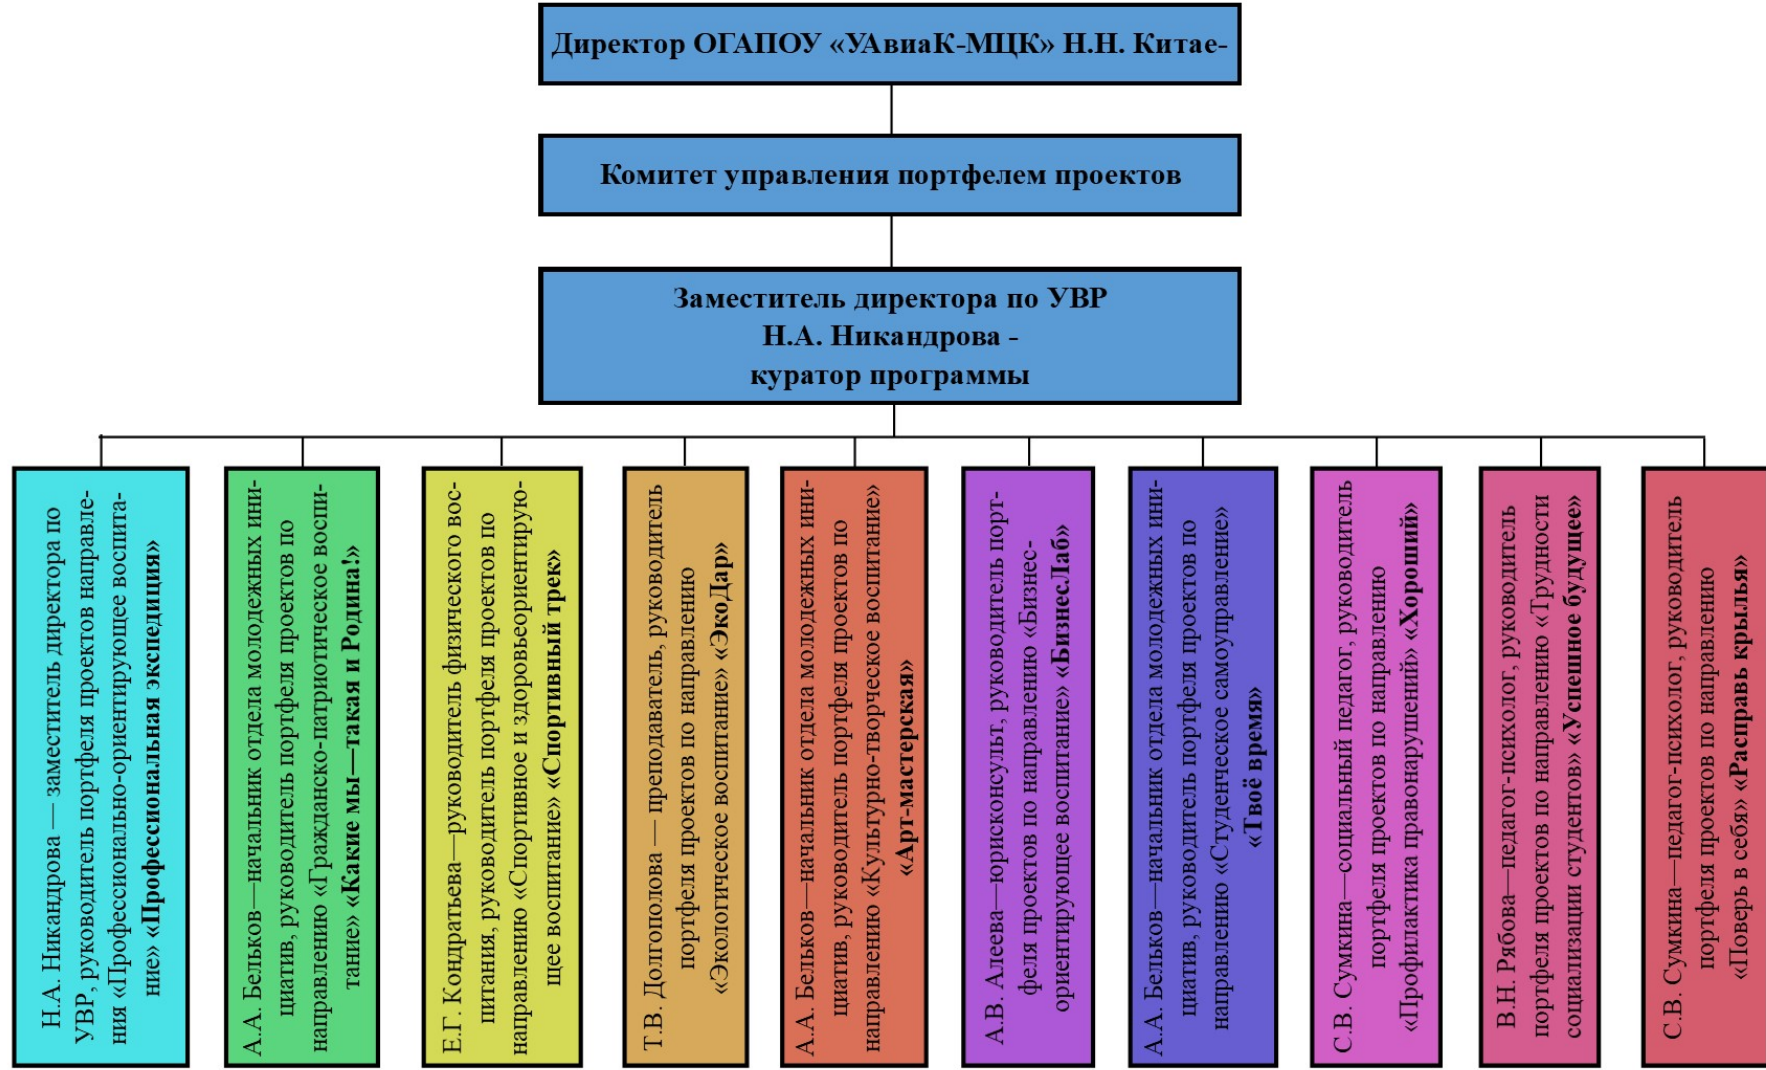 Директор ОГАПОУ «УАвиаК-МЦК» Н.Н. Китае-
Комитет управления портфелем проектов
Заместитель директора по УВР
Н.А. Никандрова -
куратор программы
Н.А. Никандрова — заместитель директора по
УВР, руководитель портфеля проектов направле-
ния «Профессионально-ориентирующее воспита-
ние» «Профессиональная экспедиция»
А.А. Бельков—начальник отдела молодежных ини-
циатив, руководитель портфеля проектов по
направлению «Гражданско-патриотическое воспи-
тание» «Какие мы—такая и Родина!»
Е.Г. Кондратьева—руководитель физического вос-
питания, руководитель портфеля проектов по
направлению «Спортивное и здоровьеориентирую-
щее воспитание» «Спортивный трек»
Т.В. Долгополова — преподаватель, руководитель
портфеля проектов по направлению
«Экологическое воспитание» «ЭкоДар»
А.А. Бельков—начальник отдела молодежных ини-
циатив, руководитель портфеля проектов по
направлению «Культурно-творческое воспитание»
«Арт-мастерская»
А.В. Алеева—юрисконсульт, руководитель порт-
феля проектов по направлению «Бизнес-
ориентирующее воспитание» «БизнесЛаб»
А.А. Бельков—начальник отдела молодежных ини-
циатив, руководитель портфеля проектов по
направлению «Студенческое самоуправление»
«Твоё время»
С.В. Сумкина—социальный педагог, руководитель
портфеля проектов по направлению
«Профилактика правонарушений» «Хороший»
В.Н. Рябова—педагог-психолог, руководитель
портфеля проектов по направлению «Трудности
социализации студентов» «Успешное будущее»
С.В. Сумкина—педагог-психолог, руководитель
портфеля проектов по направлению
«Поверь в себя» «Расправь крылья»